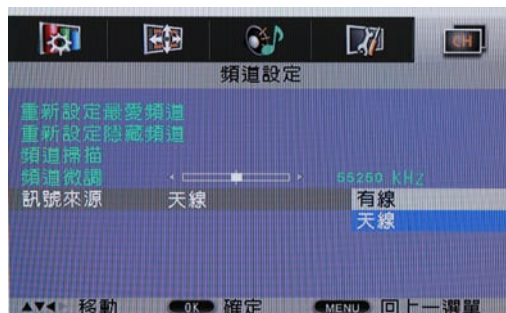 CH
頻道設定
重新設定最愛頻道
重新設定隱藏頻道
頻道掃描
頻道微調 55250 KHz
訊號來源 天線 有線
天線
移動 OK 確定 MENU 回上一選單